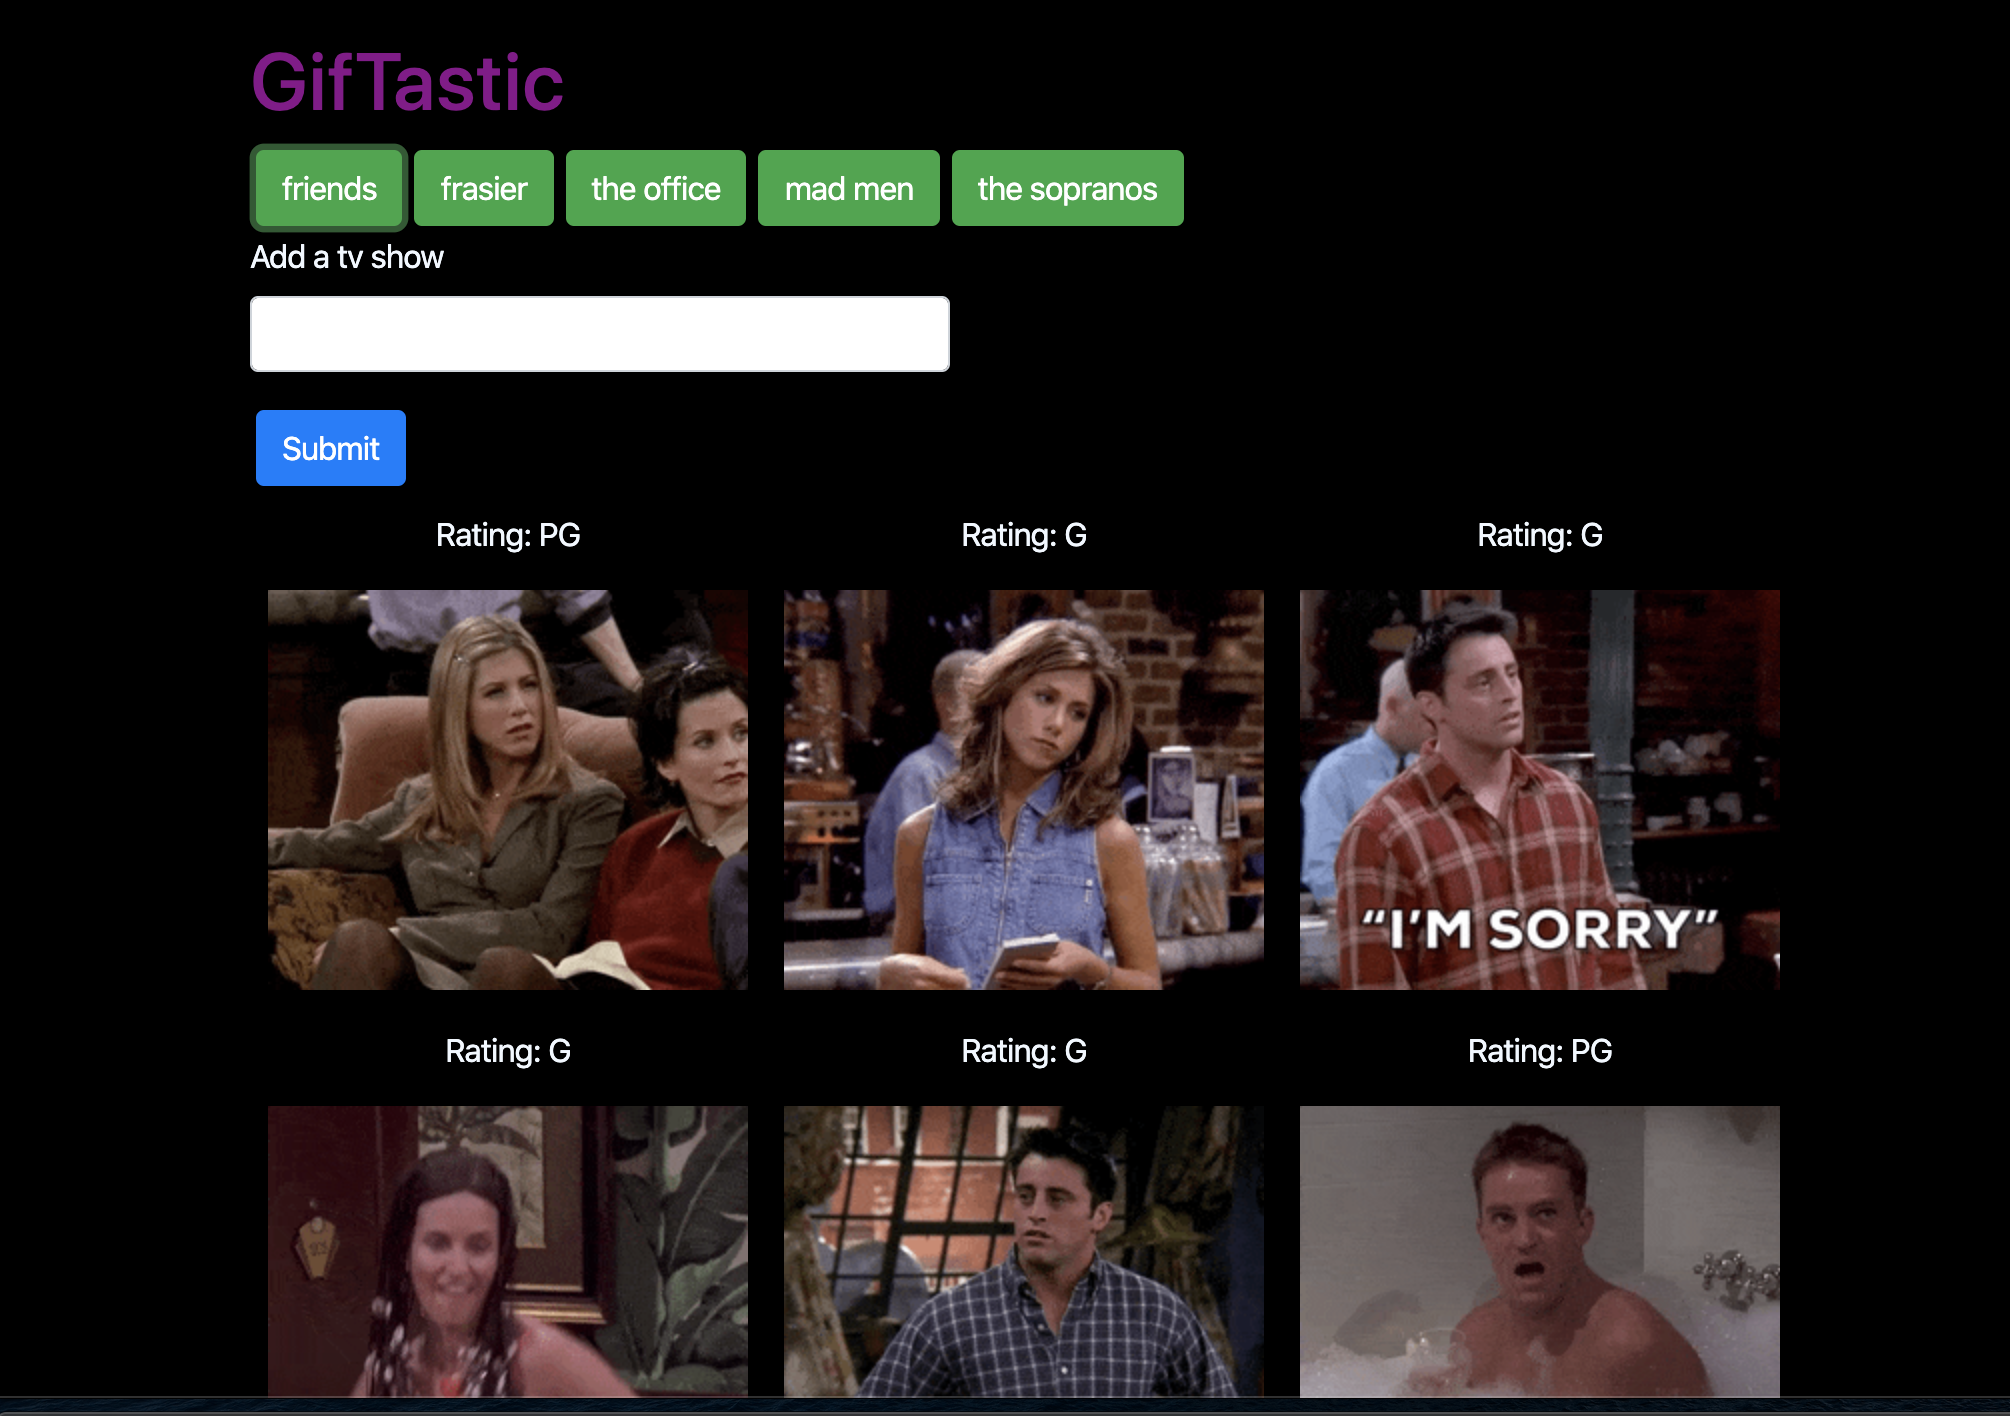 GifTastic
friends frasier the office mad men the sopranos
Add a tv show
Submit
Rating: PG Rating: G Rating: G
“I’M SORRY”
Rating: G Rating: G Rating: PG